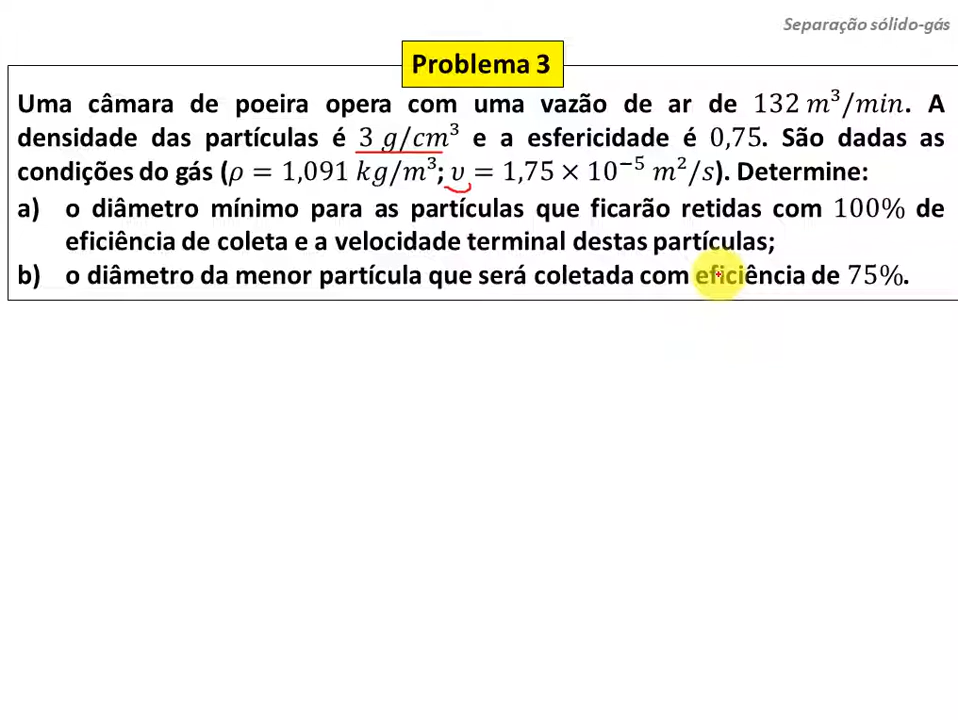 Separação sólido-gás
Problema 3
Uma câmara de poeira opera com uma vazão de ar de 132 m³/min. A
densidade das partículas é 3 g/cm³ e a esfericidade é 0,75. São dadas as
condições do gás (ρ = 1,091 kg/m³; υ = 1,75 × 10⁻⁵ m²/s). Determine:
a) o diâmetro mínimo para as partículas que ficarão retidas com 100% de
eficiência de coleta e a velocidade terminal destas partículas;
b) o diâmetro da menor partícula que será coletada com eficiência de 75%.